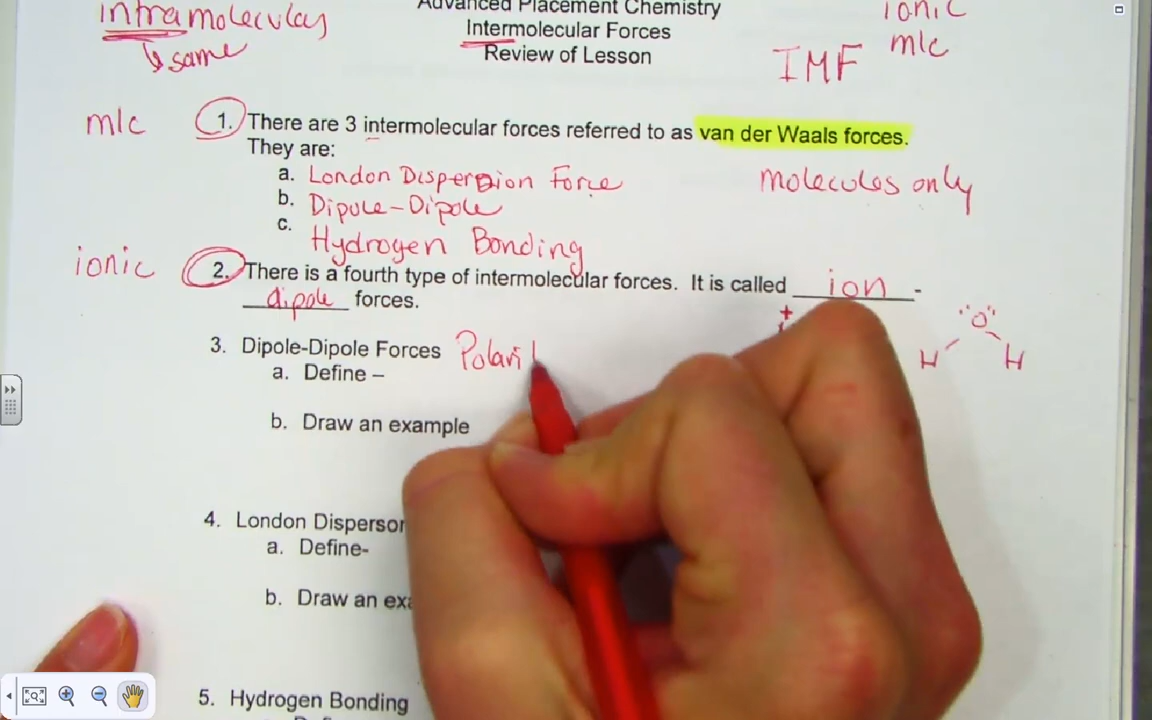 intramolecular
↳ same
Advanced Placement Chemistry
Intermolecular Forces
Review of Lesson
ionic
mlc
IMF
mlc
1. There are 3 intermolecular forces referred to as van der Waals forces.
They are:
a. London Dispersion Force
b. Dipole-Dipole
c. Hydrogen Bonding
molecules only
ionic
2. There is a fourth type of intermolecular forces. It is called ion -
dipole forces.
+
O
H H
3. Dipole-Dipole Forces Polari
a. Define –
b. Draw an example
4. London Disperson
a. Define-
b. Draw an exa
5. Hydrogen Bonding